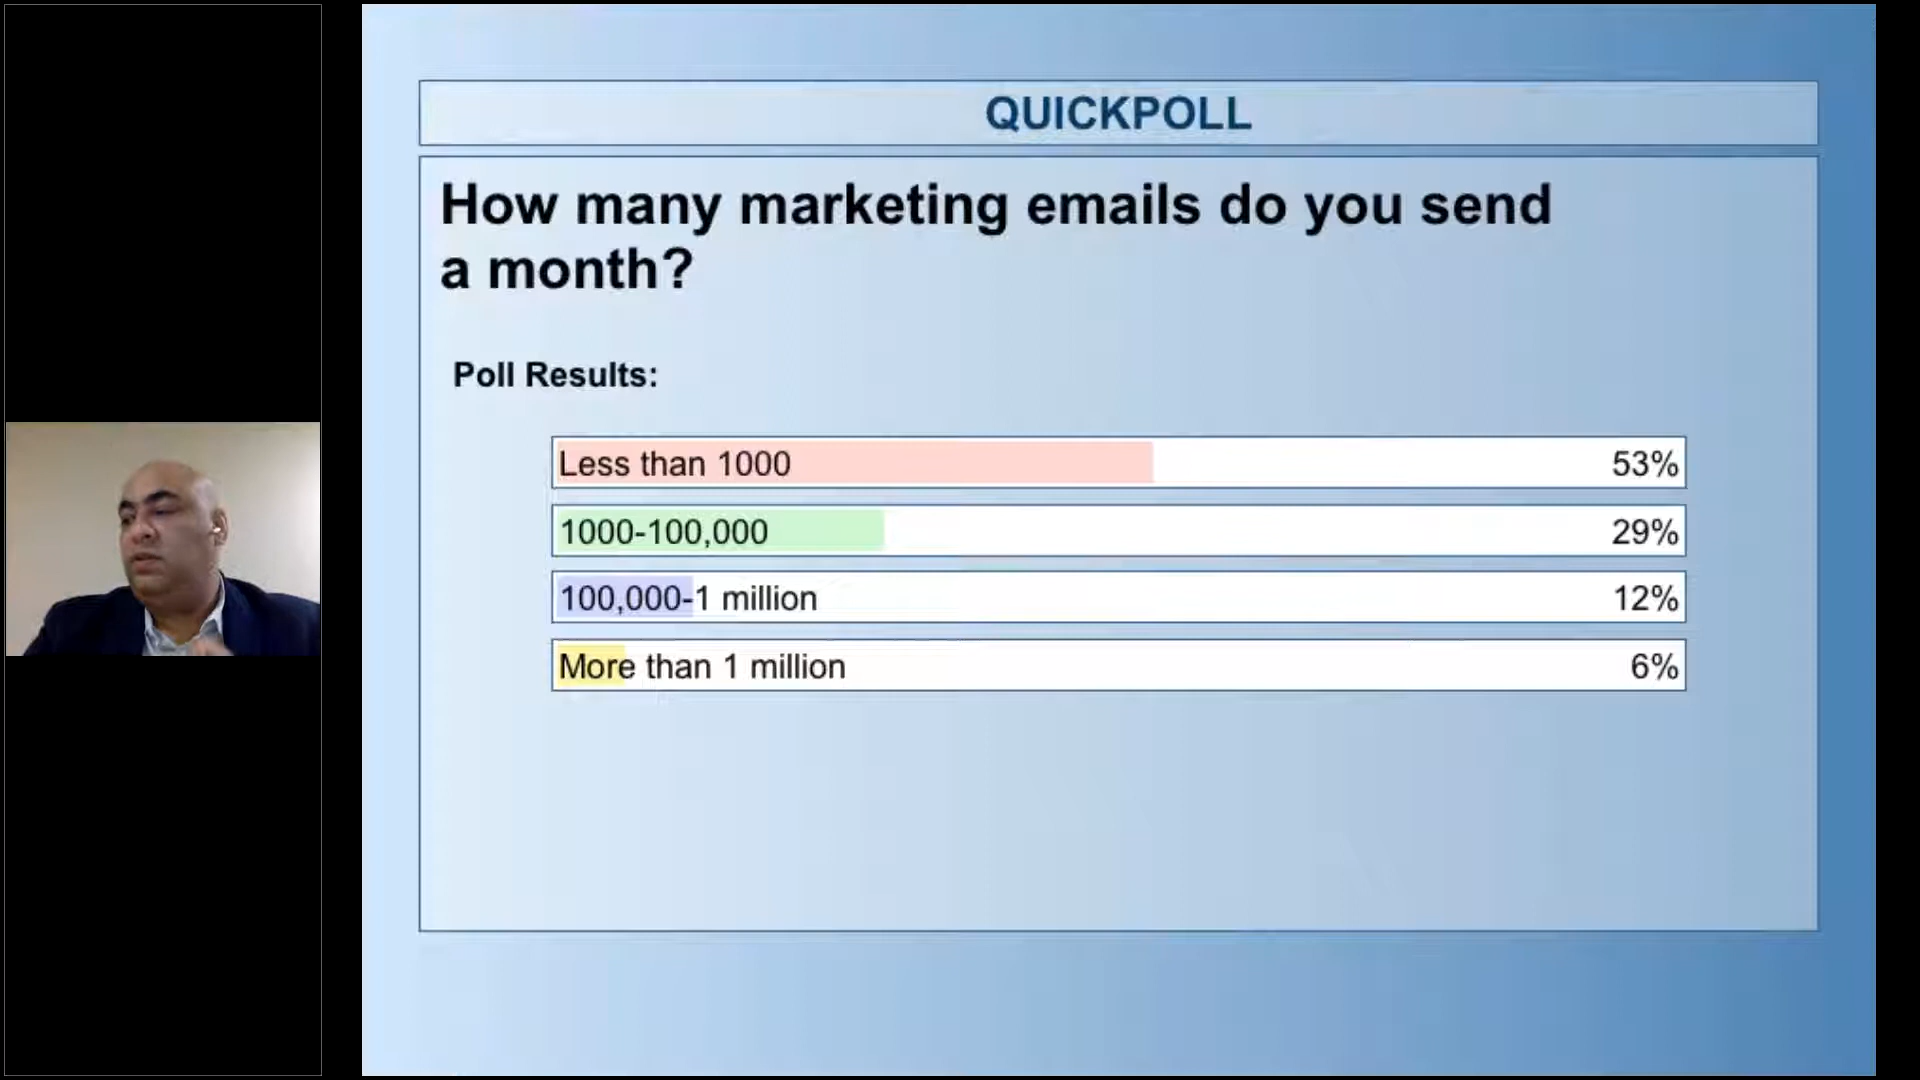 QUICKPOLL
How many marketing emails do you send
a month?
Poll Results:
Less than 1000 53%
1000-100,000 29%
100,000-1 million 12%
More than 1 million 6%